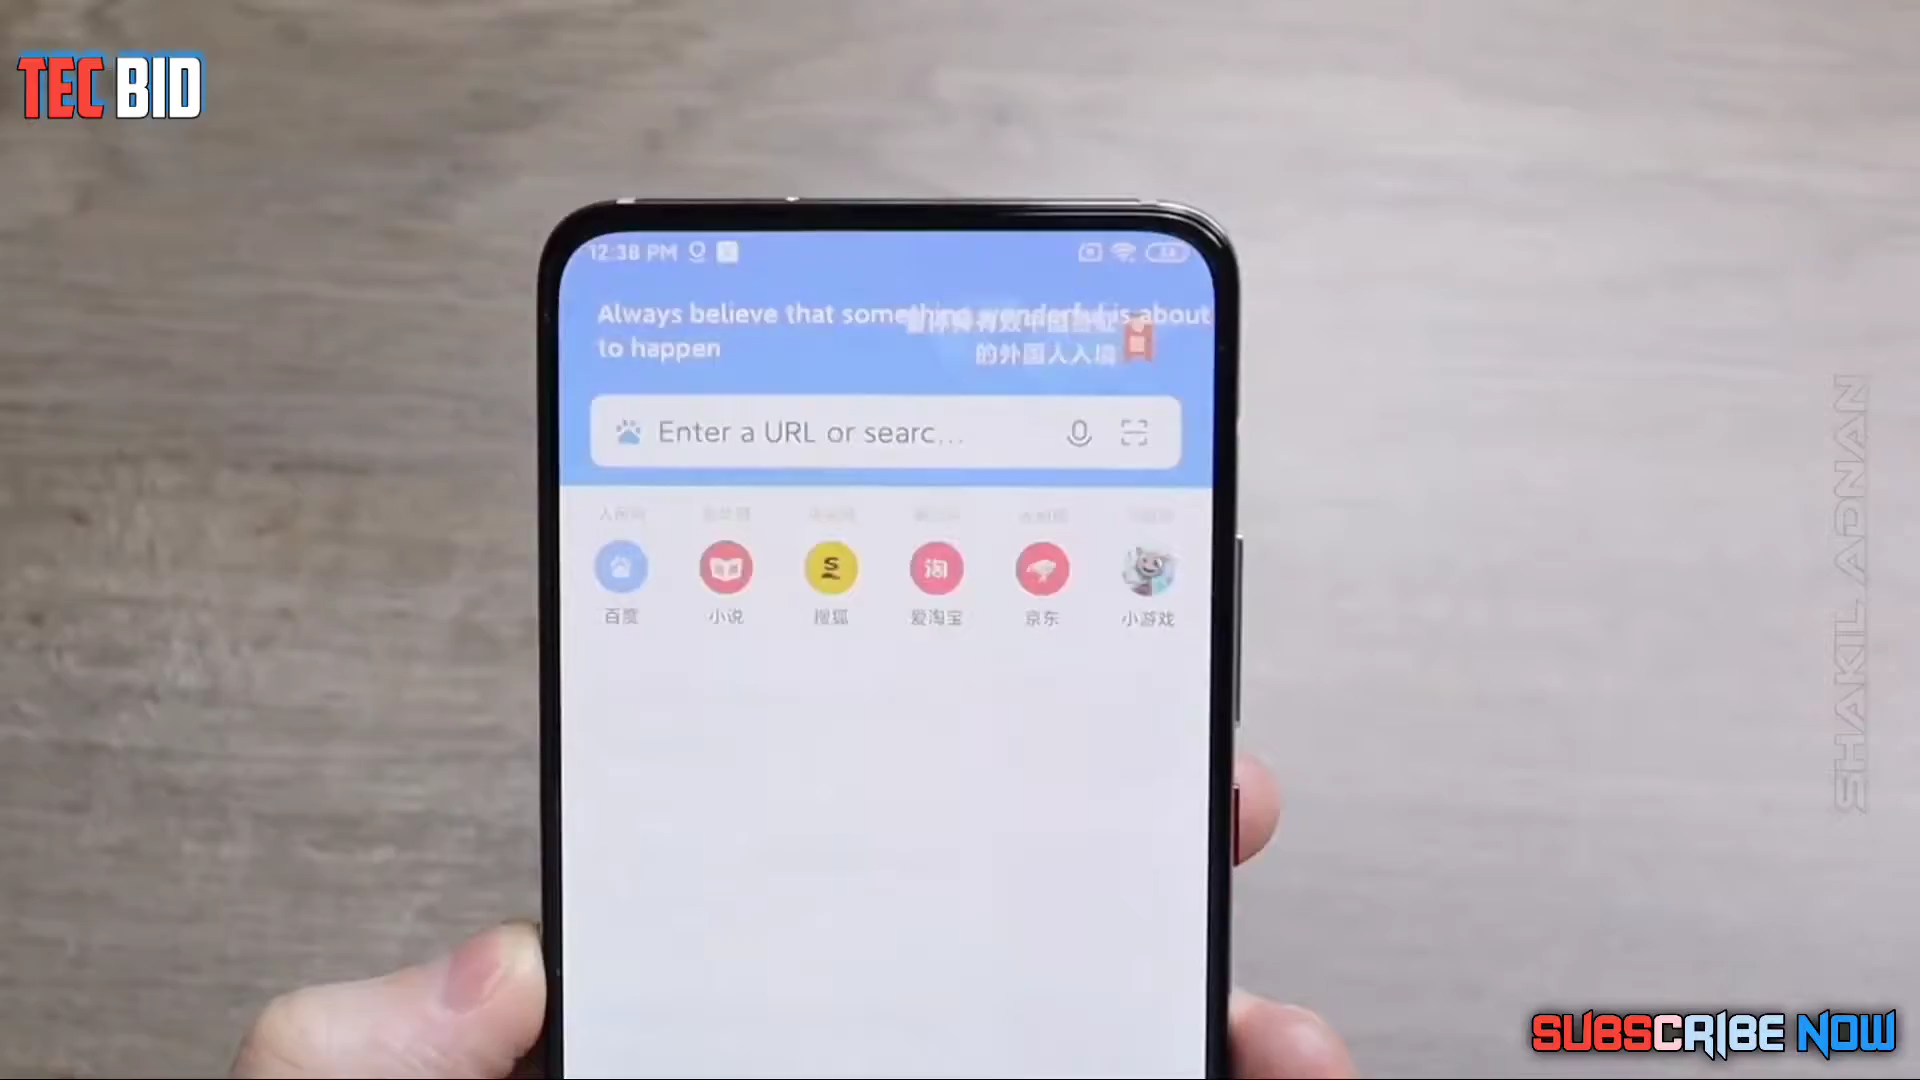 TEC BID
12:38 PM
Always believe that something wonderful is about
to happen
的外国人入境
Enter a URL or searc...
百度
小说
搜狐
爱淘宝
京东
小游戏
淘
SHAKIL ADNAN
SUBSCRIBE NOW